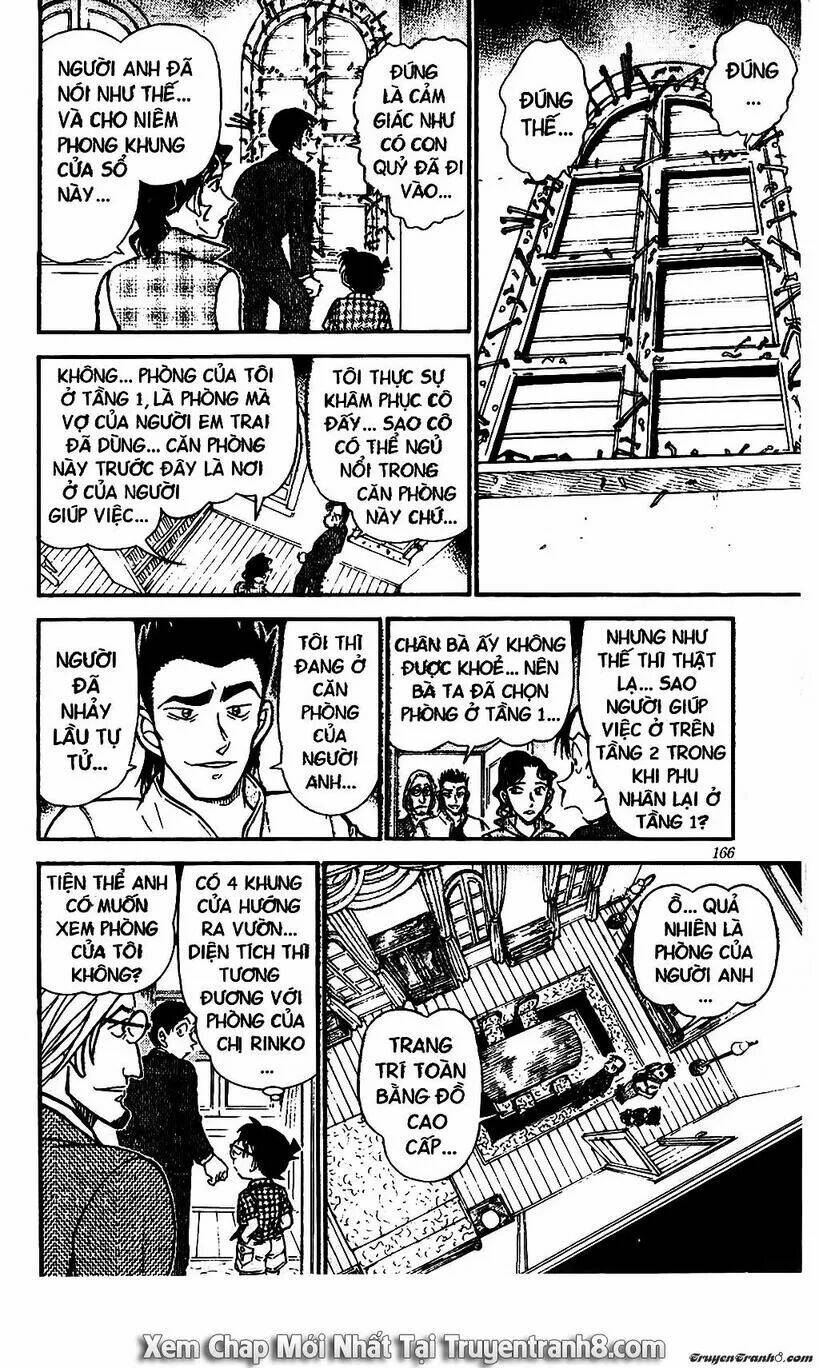 ĐÚNG
...
ĐÚNG
THẾ...
ĐÚNG
LÀ CẢM
GIÁC NHƯ
CÓ CON
QUỶ ĐÃ ĐI
VÀO...
NGƯỜI ANH ĐÃ
NÓI NHƯ THẾ...
VÀ CHO NIÊM
PHONG KHUNG
CỬA SỔ
NÀY...
TÔI THỰC SỰ
KHÂM PHỤC CÔ
ĐẤY... SAO CÔ
CÓ THỂ NGỦ
NỔI TRONG
CĂN PHÒNG
NÀY CHỨ...
KHÔNG... PHÒNG CỦA TÔI
Ở TẦNG 1, LÀ PHÒNG MÀ
VỢ CỦA NGƯỜI EM TRAI
ĐÃ DÙNG... CĂN PHÒNG
NÀY TRƯỚC ĐÂY LÀ NƠI
Ở CỦA NGƯỜI
GIÚP VIỆC...
NHƯNG NHƯ
THẾ THÌ THẬT
LẠ... SAO
NGƯỜI GIÚP
VIỆC Ở TRÊN
TẦNG 2 TRONG
KHI PHU
NHÂN LẠI Ở
TẦNG 1?
CHÂN BÀ ẤY KHÔNG
ĐƯỢC KHOẺ... NÊN
BÀ TA ĐÃ CHỌN
PHÒNG Ở TẦNG 1...
TÔI THÌ
ĐANG Ở
CĂN
PHÒNG
CỦA
NGƯỜI
ANH...
NGƯỜI
ĐÃ
NHẢY
LẦU TỰ
TỬ...
166
Ồ... QUẢ
NHIÊN LÀ
PHÒNG CỦA
NGƯỜI ANH
...
TRANG
TRÍ TOÀN
BẰNG ĐỒ
CAO
CẤP...
CÓ 4 KHUNG
CỬA HƯỚNG
RA VƯỜN...
DIỆN TÍCH THÌ
TƯƠNG
ĐƯƠNG VỚI
PHÒNG CỦA
CHỊ RINKO
...
TIỆN THỂ ANH
CÓ MUỐN
XEM PHÒNG
CỦA TÔI
KHÔNG?
Xem Chap Mới Nhất Tại Truyentranh8.com
TruyenTranh8.com